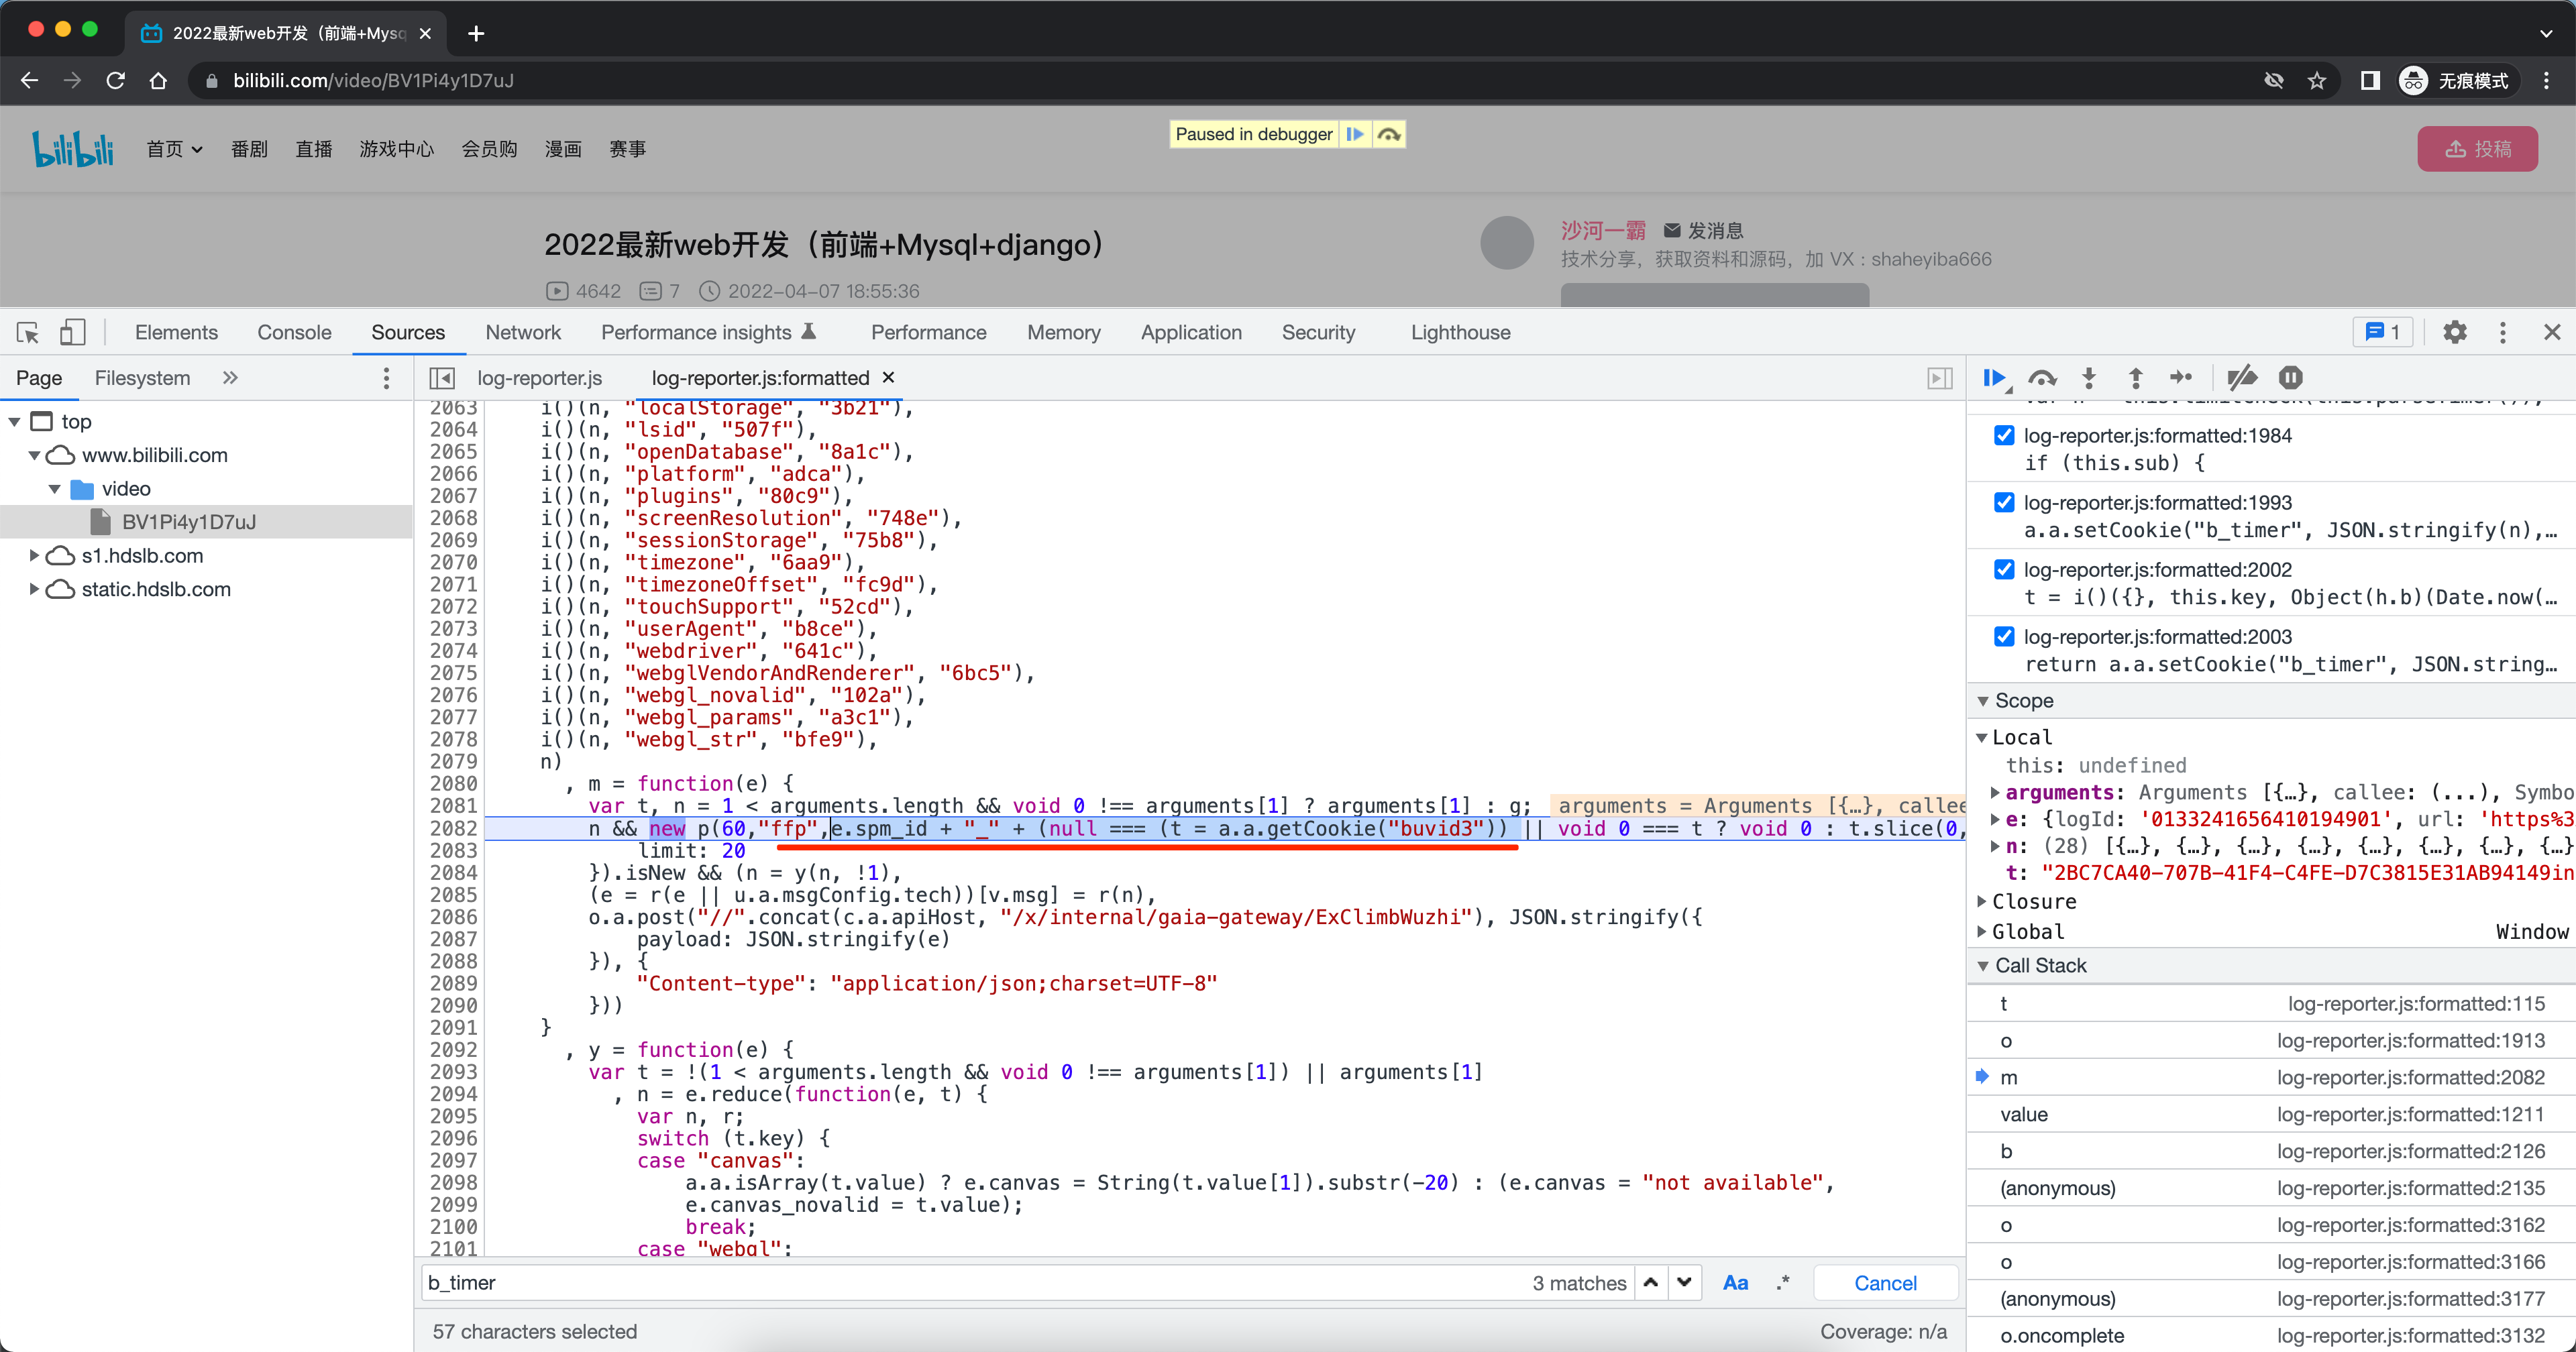 2022最新web开发（前端+Mysq
bilibili.com/video/BV1Pi4y1D7uJ
无痕模式
bilibili
首页 番剧 直播 游戏中心 会员购 漫画 赛事
Paused in debugger
投稿
2022最新web开发（前端+Mysql+django）
4642 7 2022-04-07 18:55:36
沙河一霸 发消息
技术分享，获取资料和源码，加 VX：shaheyiba666
Elements Console Sources Network Performance insights Performance Memory Application Security Lighthouse 1
Page Filesystem »
top
www.bilibili.com
video
BV1Pi4y1D7uJ
s1.hdslb.com
static.hdslb.com
log-reporter.js log-reporter.js:formatted
2063 i()(n, "localStorage", "3b21"),
2064 i()(n, "lsid", "507f"),
2065 i()(n, "openDatabase", "8a1c"),
2066 i()(n, "platform", "adca"),
2067 i()(n, "plugins", "80c9"),
2068 i()(n, "screenResolution", "748e"),
2069 i()(n, "sessionStorage", "75b8"),
2070 i()(n, "timezone", "6aa9"),
2071 i()(n, "timezoneOffset", "fc9d"),
2072 i()(n, "touchSupport", "52cd"),
2073 i()(n, "userAgent", "b8ce"),
2074 i()(n, "webdriver", "641c"),
2075 i()(n, "webglVendorAndRenderer", "6bc5"),
2076 i()(n, "webgl_novalid", "102a"),
2077 i()(n, "webgl_params", "a3c1"),
2078 i()(n, "webgl_str", "bfe9"),
2079 n)
2080 , m = function(e) {
2081 var t, n = 1 < arguments.length && void 0 !== arguments[1] ? arguments[1] : g; arguments = Arguments [{…}, callee
2082 n && new p(60,"ffp",e.spm_id + "_" + (null === (t = a.a.getCookie("buvid3")) || void 0 === t ? void 0 : t.slice(0,
2083 limit: 20
2084 }).isNew && (n = y(n, !1),
2085 (e = r(e || u.a.msgConfig.tech))[v.msg] = r(n),
2086 o.a.post("//".concat(c.a.apiHost, "/x/internal/gaia-gateway/ExClimbWuzhi"), JSON.stringify({
2087 payload: JSON.stringify(e)
2088 }), {
2089 "Content-type": "application/json;charset=UTF-8"
2090 }))
2091 }
2092 , y = function(e) {
2093 var t = !(1 < arguments.length && void 0 !== arguments[1]) || arguments[1]
2094 , n = e.reduce(function(e, t) {
2095 var n, r;
2096 switch (t.key) {
2097 case "canvas":
2098 a.a.isArray(t.value) ? e.canvas = String(t.value[1]).substr(-20) : (e.canvas = "not available",
2099 e.canvas_novalid = t.value);
2100 break;
2101 case "webgl":
b_timer 3 matches Aa .* Cancel
57 characters selected Coverage: n/a
log-reporter.js:formatted:1984
if (this.sub) {
log-reporter.js:formatted:1993
a.a.setCookie("b_timer", JSON.stringify(n),…
log-reporter.js:formatted:2002
t = i()({}, this.key, Object(h.b)(Date.now(…
log-reporter.js:formatted:2003
return a.a.setCookie("b_timer", JSON.string…
Scope
Local
this: undefined
arguments: Arguments [{…}, callee: (...), Symbo
e: {logId: '0133241656410194901', url: 'https%3
n: (28) [{…}, {…}, {…}, {…}, {…}, {…}, {…}
t: "2BC7CA40-707B-41F4-C4FE-D7C3815E31AB94149in
Closure
Global Window
Call Stack
t log-reporter.js:formatted:115
o log-reporter.js:formatted:1913
m log-reporter.js:formatted:2082
value log-reporter.js:formatted:1211
b log-reporter.js:formatted:2126
(anonymous) log-reporter.js:formatted:2135
o log-reporter.js:formatted:3162
o log-reporter.js:formatted:3166
(anonymous) log-reporter.js:formatted:3177
o.oncomplete log-reporter.js:formatted:3132